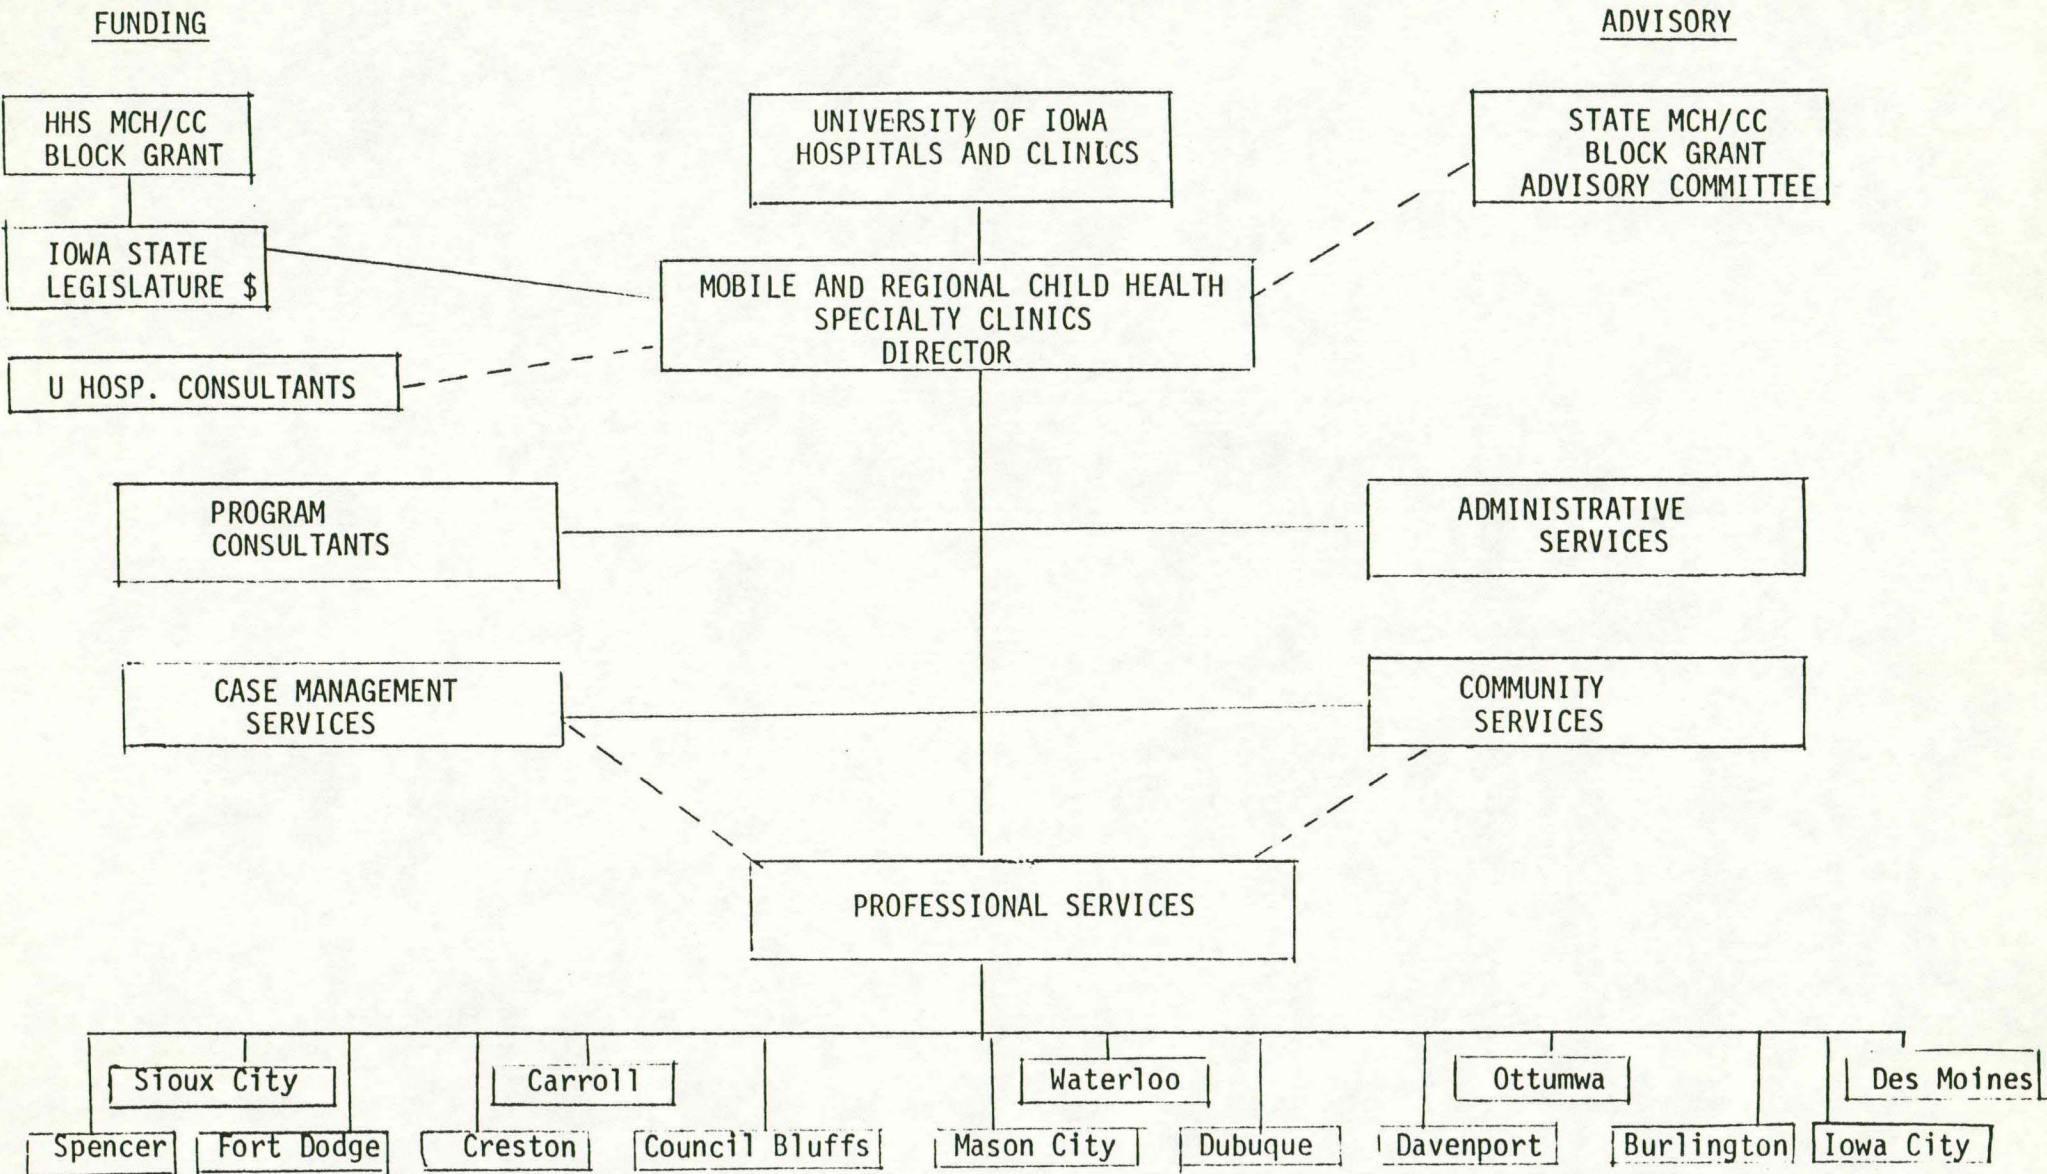 FUNDING
ADVISORY
HHS MCH/CC
BLOCK GRANT
UNIVERSITY OF IOWA
HOSPITALS AND CLINICS
STATE MCH/CC
BLOCK GRANT
ADVISORY COMMITTEE
IOWA STATE
LEGISLATURE $
MOBILE AND REGIONAL CHILD HEALTH
SPECIALTY CLINICS
DIRECTOR
U HOSP. CONSULTANTS
PROGRAM
CONSULTANTS
ADMINISTRATIVE
SERVICES
CASE MANAGEMENT
SERVICES
COMMUNITY
SERVICES
PROFESSIONAL SERVICES
Sioux City
Carroll
Waterloo
Ottumwa
Des Moines
Spencer
Fort Dodge
Creston
Council Bluffs
Mason City
Dubuque
Davenport
Burlington
Iowa City